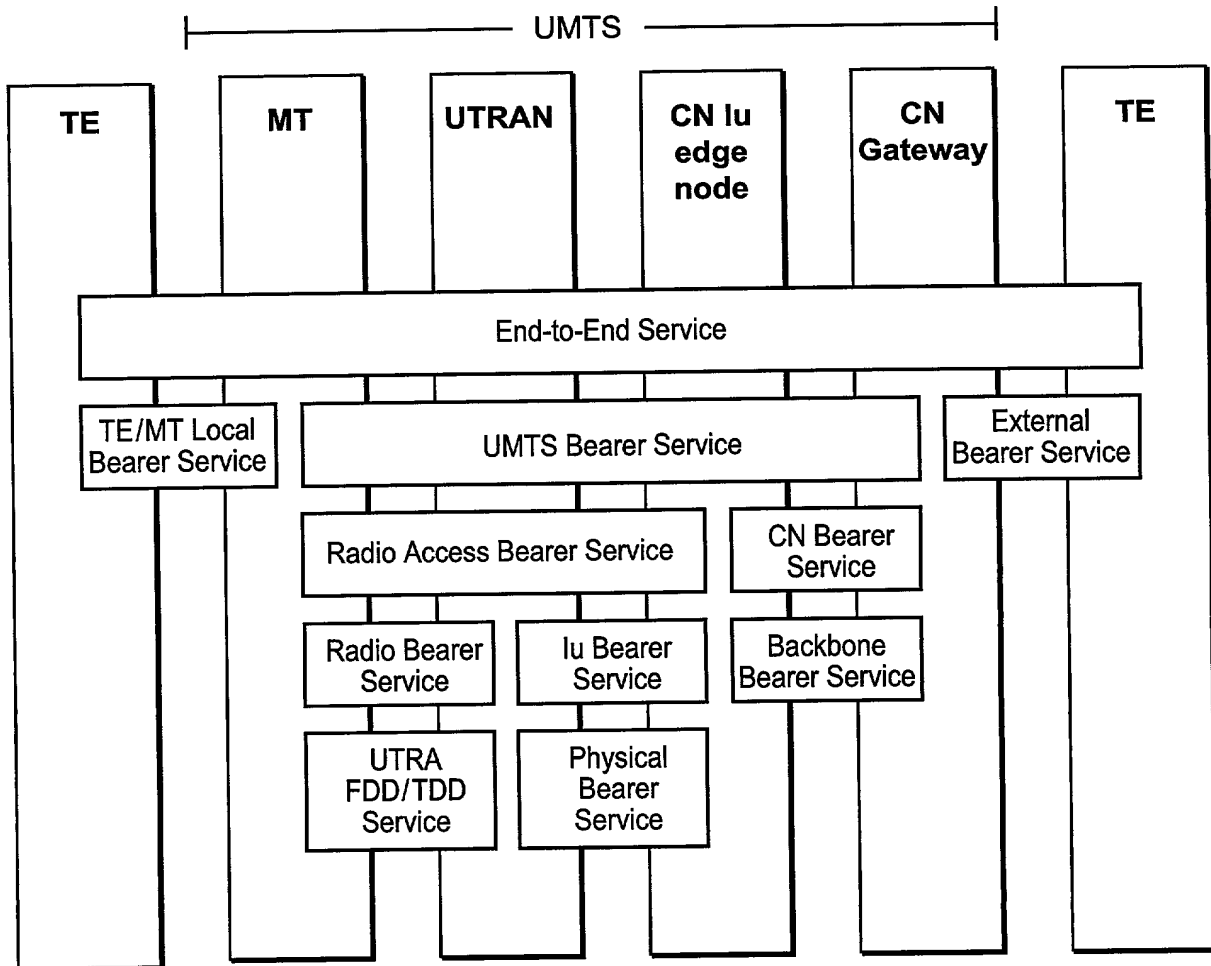 UMTS
TE
MT
UTRAN
CN Iu
edge
node
CN
Gateway
TE
End-to-End Service
TE/MT Local
Bearer Service
UMTS Bearer Service
External
Bearer Service
Radio Access Bearer Service
CN Bearer
Service
Radio Bearer
Service
Iu Bearer
Service
Backbone
Bearer Service
UTRA
FDD/TDD
Service
Physical
Bearer
Service